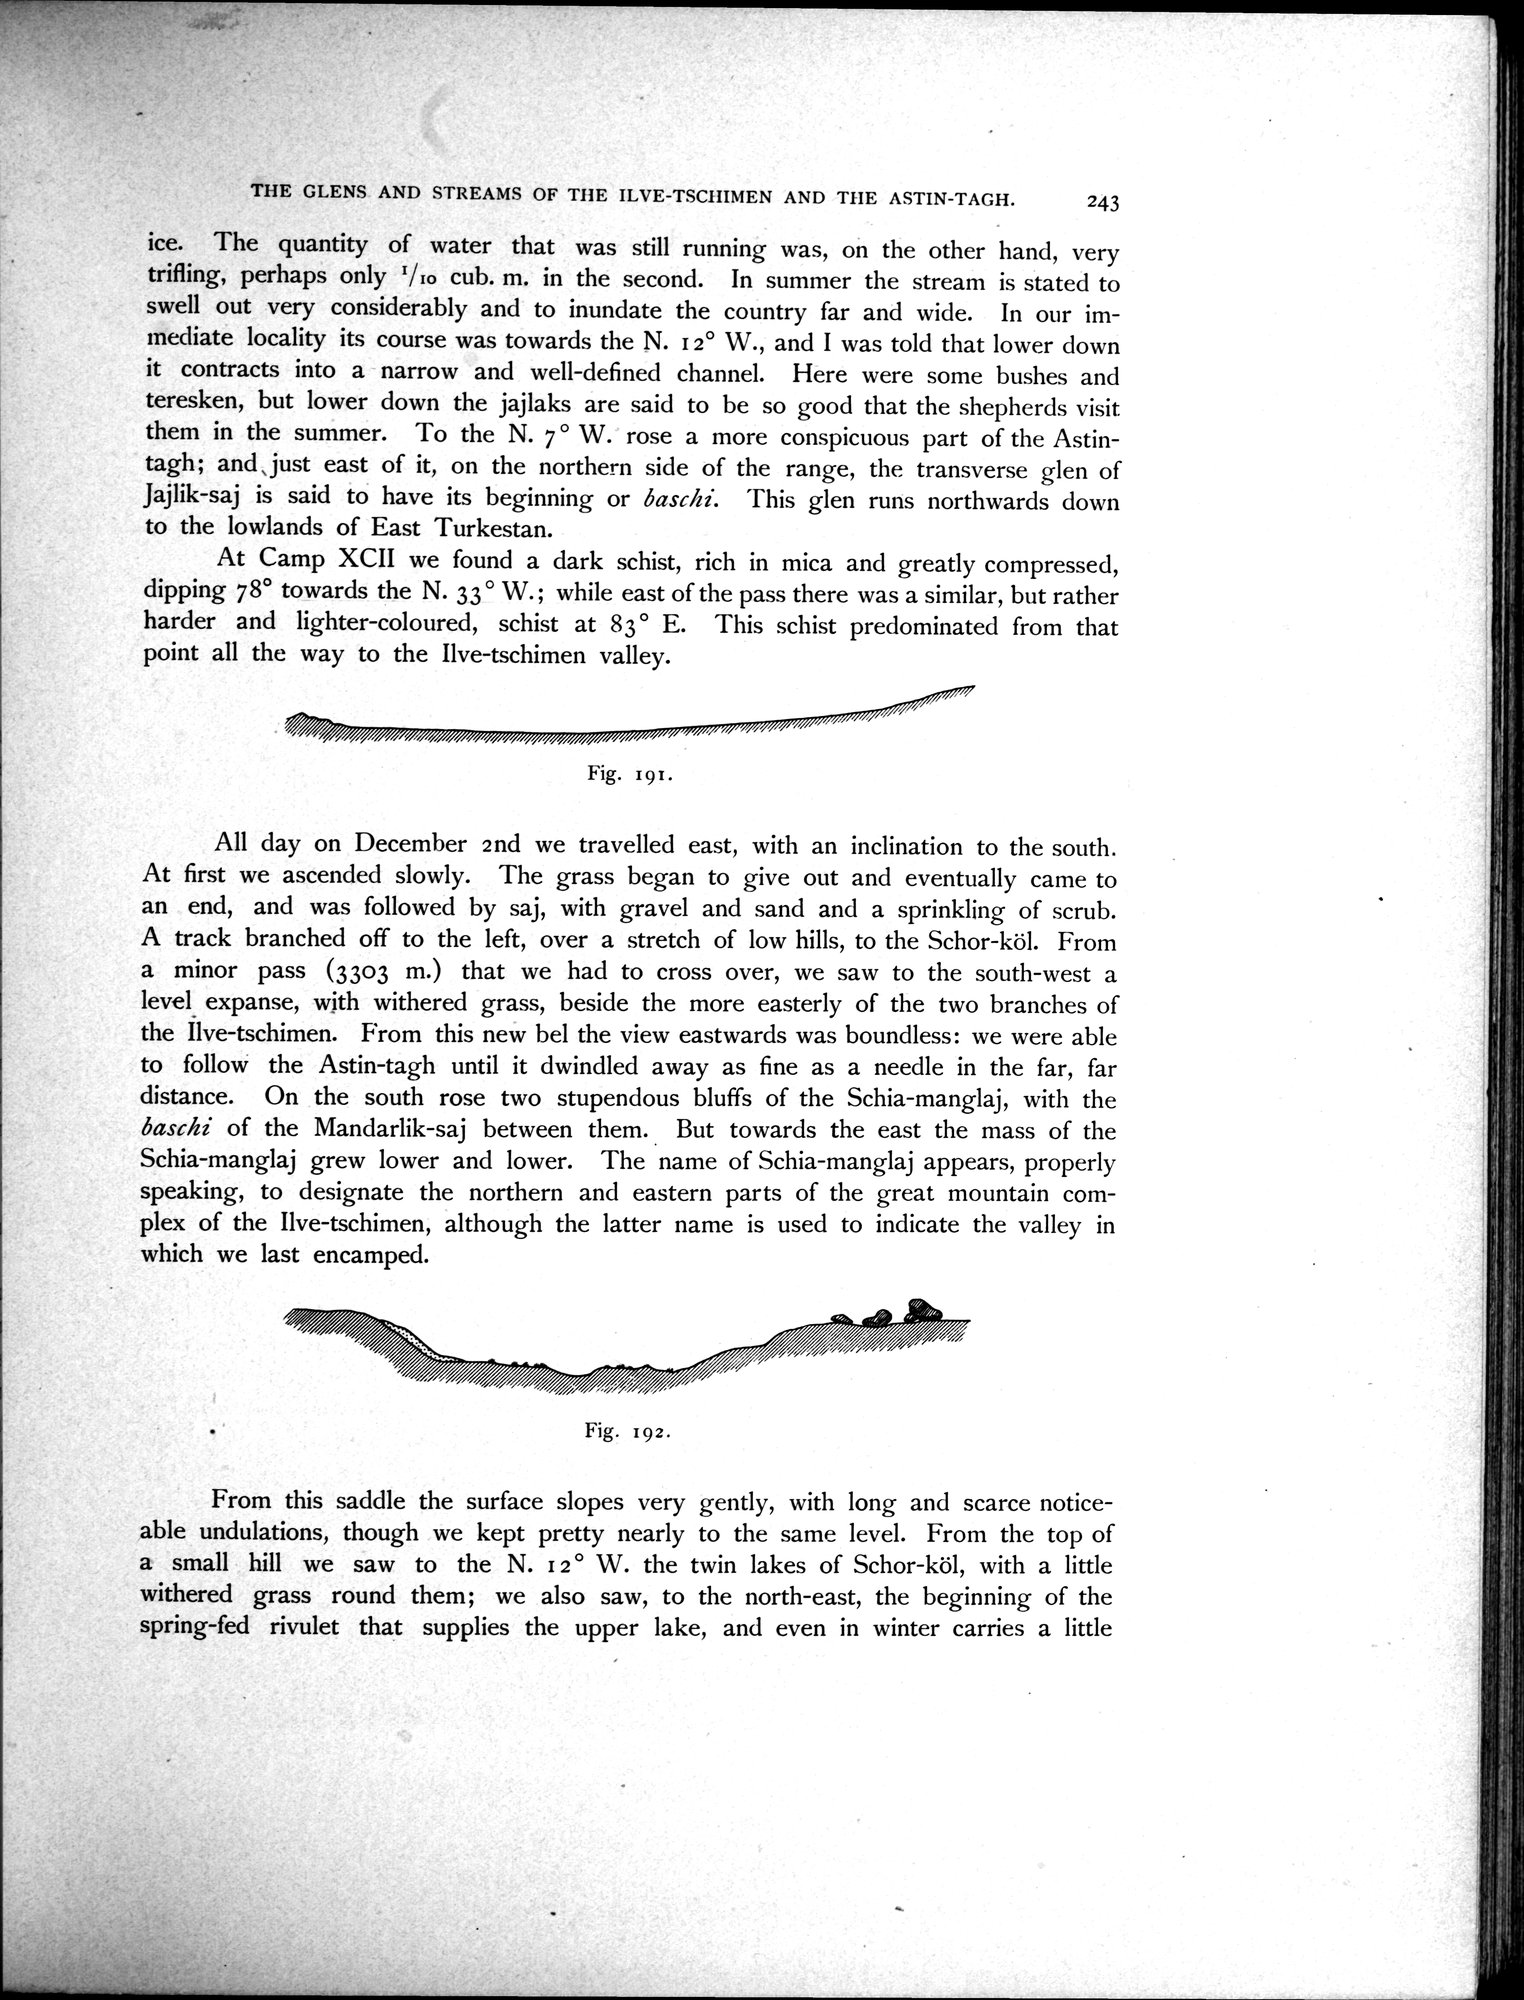 THE GLENS AND STREAMS OF THE ILVE-TSCHIMEN AND THE ASTIN-TAGH. 243
ice. The quantity of water that was still running was, on the other hand, very
trifling, perhaps only 1/10 cub. m. in the second. In summer the stream is stated to
swell out very considerably and to inundate the country far and wide. In our im-
mediate locality its course was towards the N. 12° W., and I was told that lower down
it contracts into a narrow and well-defined channel. Here were some bushes and
teresken, but lower down the jajlaks are said to be so good that the shepherds visit
them in the summer. To the N. 7° W. rose a more conspicuous part of the Astin-
tagh; and just east of it, on the northern side of the range, the transverse glen of
Jajlik-saj is said to have its beginning or baschi. This glen runs northwards down
to the lowlands of East Turkestan.
At Camp XCII we found a dark schist, rich in mica and greatly compressed,
dipping 78° towards the N. 33° W.; while east of the pass there was a similar, but rather
harder and lighter-coloured, schist at 83° E. This schist predominated from that
point all the way to the Ilve-tschimen valley.
Fig. 191.
All day on December 2nd we travelled east, with an inclination to the south.
At first we ascended slowly. The grass began to give out and eventually came to
an end, and was followed by saj, with gravel and sand and a sprinkling of scrub.
A track branched off to the left, over a stretch of low hills, to the Schor-köl. From
a minor pass (3303 m.) that we had to cross over, we saw to the south-west a
level expanse, with withered grass, beside the more easterly of the two branches of
the Ilve-tschimen. From this new bel the view eastwards was boundless: we were able
to follow the Astin-tagh until it dwindled away as fine as a needle in the far, far
distance. On the south rose two stupendous bluffs of the Schia-manglaj, with the
baschi of the Mandarlik-saj between them. But towards the east the mass of the
Schia-manglaj grew lower and lower. The name of Schia-manglaj appears, properly
speaking, to designate the northern and eastern parts of the great mountain com-
plex of the Ilve-tschimen, although the latter name is used to indicate the valley in
which we last encamped.
Fig. 192.
From this saddle the surface slopes very gently, with long and scarce notice-
able undulations, though we kept pretty nearly to the same level. From the top of
a small hill we saw to the N. 12° W. the twin lakes of Schor-köl, with a little
withered grass round them; we also saw, to the north-east, the beginning of the
spring-fed rivulet that supplies the upper lake, and even in winter carries a little